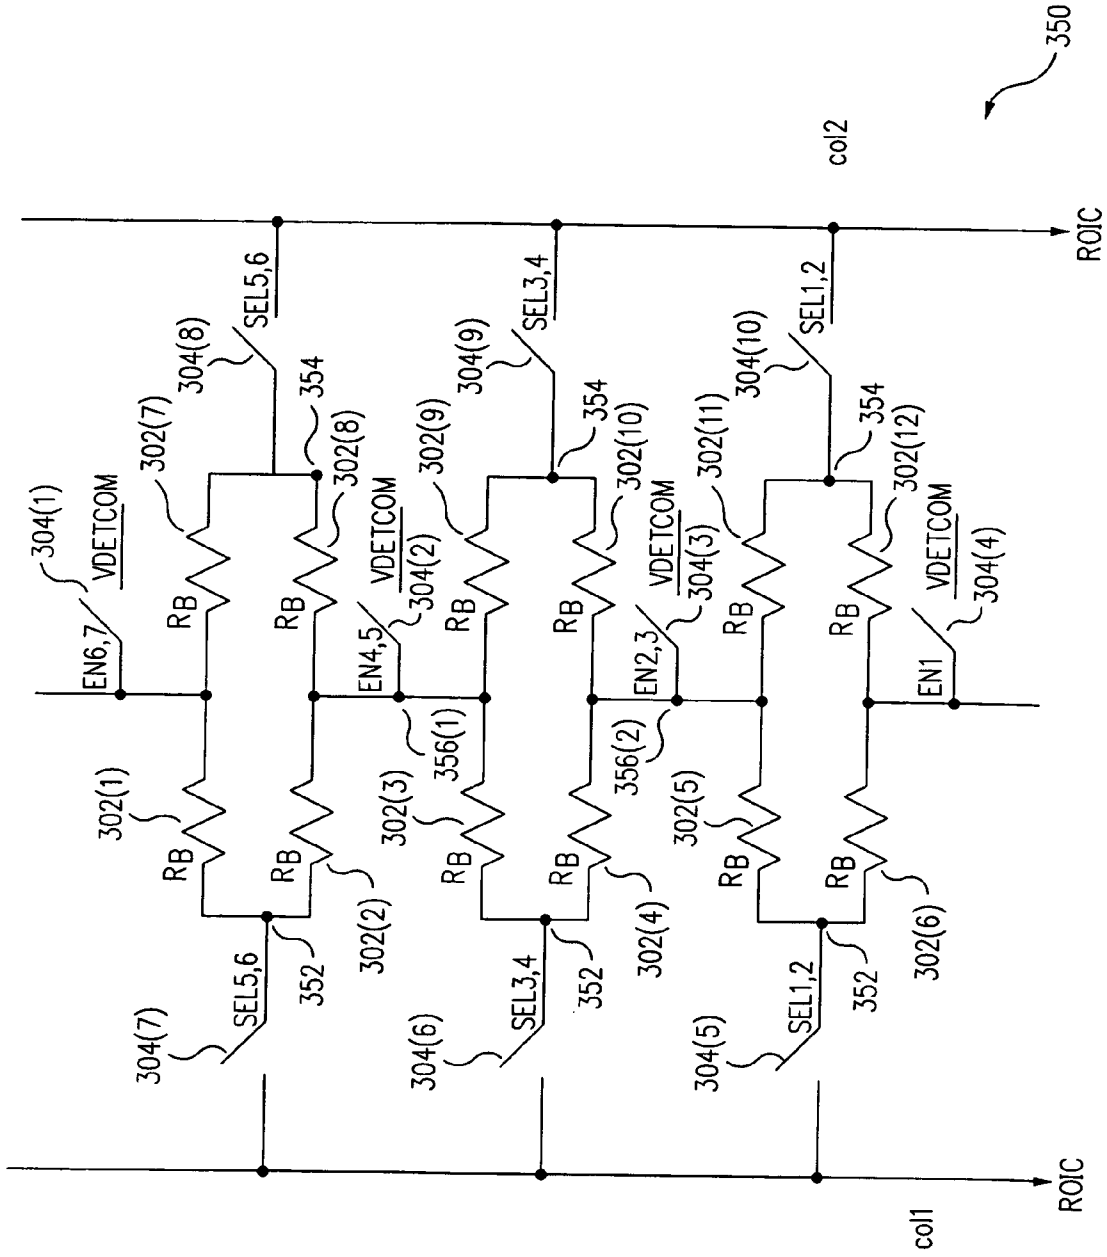 350
304(1)
VDETCOM
EN6,7
302(1)
302(7)
RB
RB
304(8)
SEL5,6
304(7)
SEL5,6
352
354
RB
RB
302(2)
302(8)
VDETCOM
304(2)
EN4,5
356(1)
302(3)
302(9)
RB
RB
304(9)
SEL3,4
304(6)
SEL3,4
352
354
RB
RB
302(4)
302(10)
VDETCOM
304(3)
EN2,3
356(2)
302(5)
302(11)
RB
RB
304(10)
SEL1,2
304(5)
SEL1,2
352
354
RB
RB
302(6)
302(12)
VDETCOM
304(4)
EN1
col1
col2
ROIC
ROIC